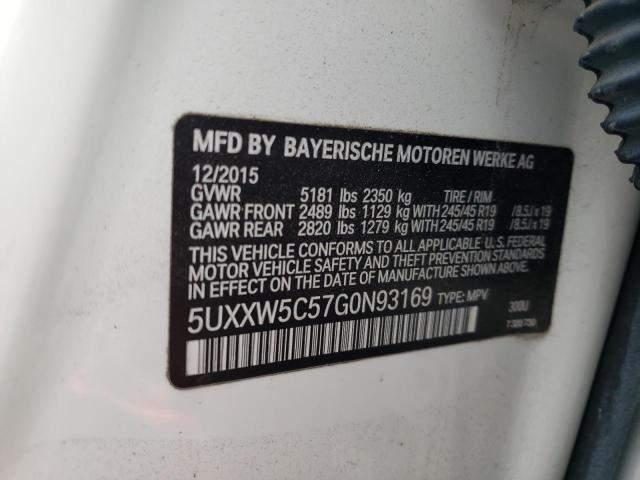 MFD BY BAYERISCHE MOTOREN WERKE AG
12/2015
GVWR 5181 lbs 2350 kg TIRE / RIM
GAWR FRONT 2489 lbs 1129 kg WITH 245/45 R19 /8.5Jx19
GAWR REAR 2820 lbs 1279 kg WITH 245/45 R19 /8.5Jx19
THIS VEHICLE CONFORMS TO ALL APPLICABLE U.S. FEDERAL
MOTOR VEHICLE SAFETY AND THEFT PREVENTION STANDARDS
IN EFFECT ON THE DATE OF MANUFACTURE SHOWN ABOVE.
5UXXW5C57G0N93169 TYPE: MPV 300U